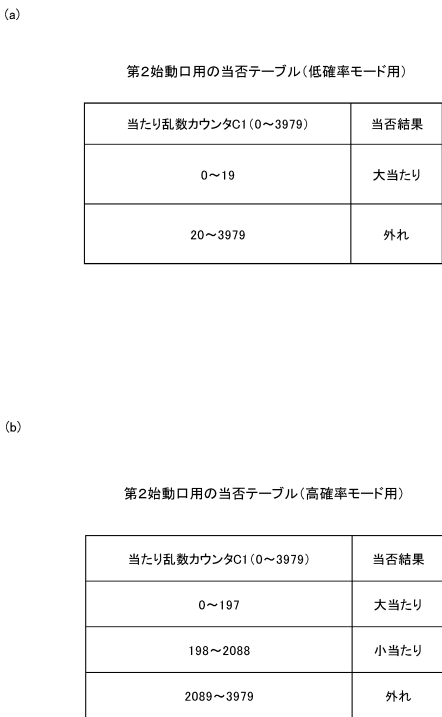 (a)
第2始動口用の当否テーブル(低確率モード用)
当たり乱数カウンタC1(0～3979) 当否結果
0～19 大当たり
20～3979 外れ
(b)
第2始動口用の当否テーブル(高確率モード用)
当たり乱数カウンタC1(0～3979) 当否結果
0～197 大当たり
198～2088 小当たり
2089～3979 外れ